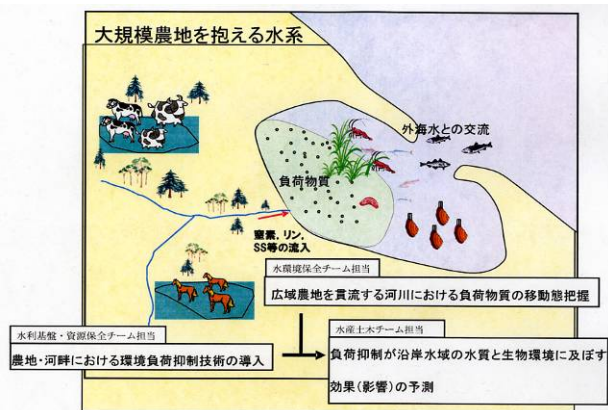 大規模農地を抱える水系
外海水との交流
負荷物質
窒素、リン、
SS等の流入
水環境保全チーム担当
広域農地を貫流する河川における負荷物質の移動態把握
水利基盤・資源保全チーム担当
農地・河畔における環境負荷抑制技術の導入
水産土木チーム担当
負荷抑制が沿岸水域の水質と生物環境に及ぼす
効果（影響）の予測